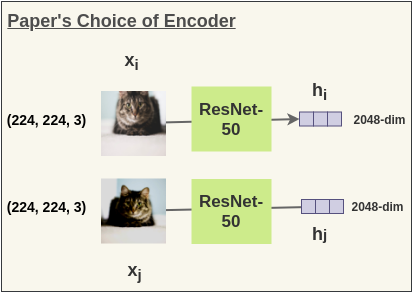 Paper's Choice of Encoder
xi
hi
(224, 224, 3)
ResNet-
50
2048-dim
(224, 224, 3)
ResNet-
50
2048-dim
hj
xj